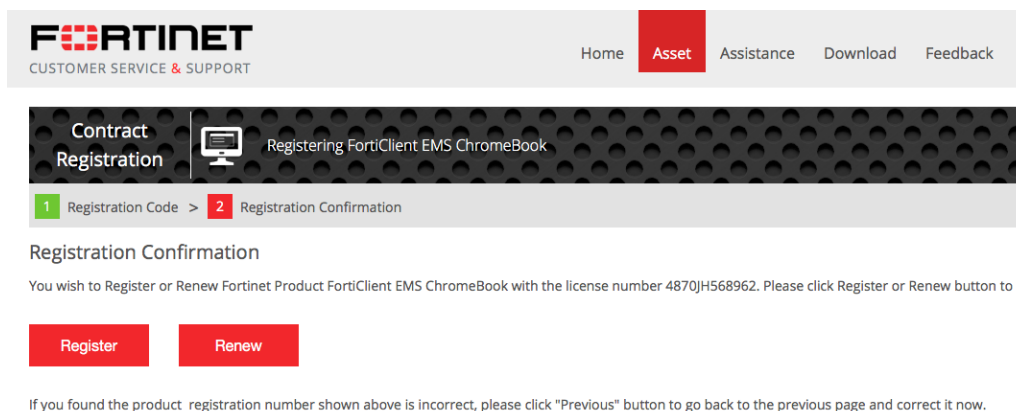 FORTINET
CUSTOMER SERVICE & SUPPORT
Home Asset Assistance Download Feedback
Contract
Registration
Registering FortiClient EMS ChromeBook
1 Registration Code > 2 Registration Confirmation
Registration Confirmation
You wish to Register or Renew Fortinet Product FortiClient EMS ChromeBook with the license number 4870JH568962. Please click Register or Renew button to
Register Renew
If you found the product registration number shown above is incorrect, please click "Previous" button to go back to the previous page and correct it now.